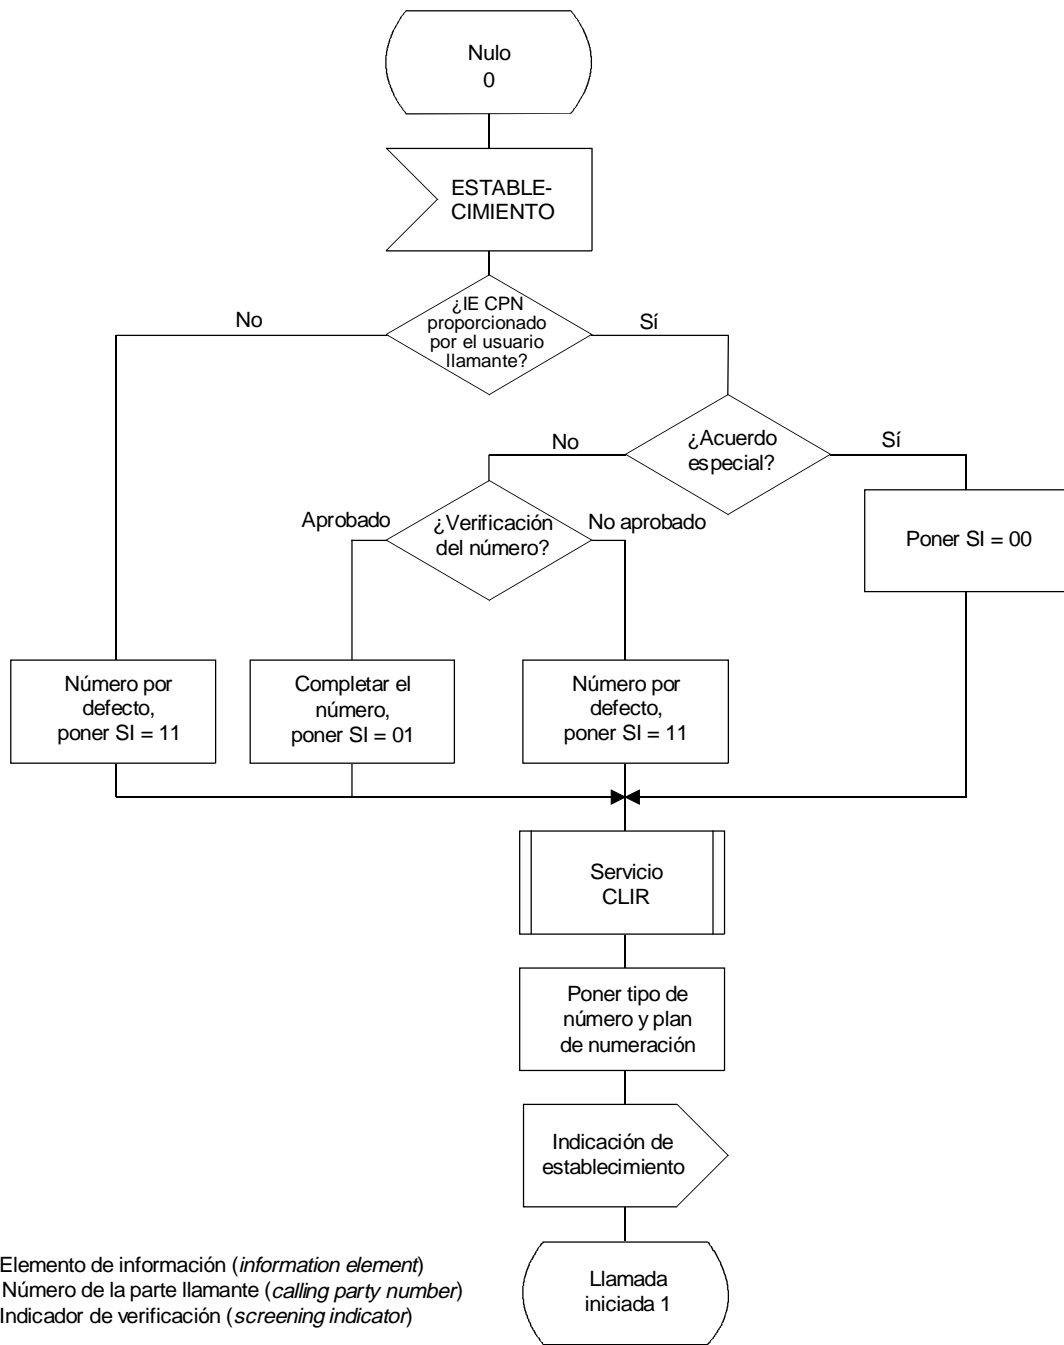 Nulo
0
ESTABLE-
CIMIENTO
¿IE CPN
proporcionado
por el usuario
llamante?
No
Sí
¿Acuerdo
especial?
No
Sí
¿Verificación
del número?
Aprobado
No aprobado
Poner SI = 00
Número por
defecto,
poner SI = 11
Completar el
número,
poner SI = 01
Número por
defecto,
poner SI = 11
Servicio
CLIR
Poner tipo de
número y plan
de numeración
Indicación de
establecimiento
Llamada
iniciada 1
Elemento de información (information element)
Número de la parte llamante (calling party number)
Indicador de verificación (screening indicator)